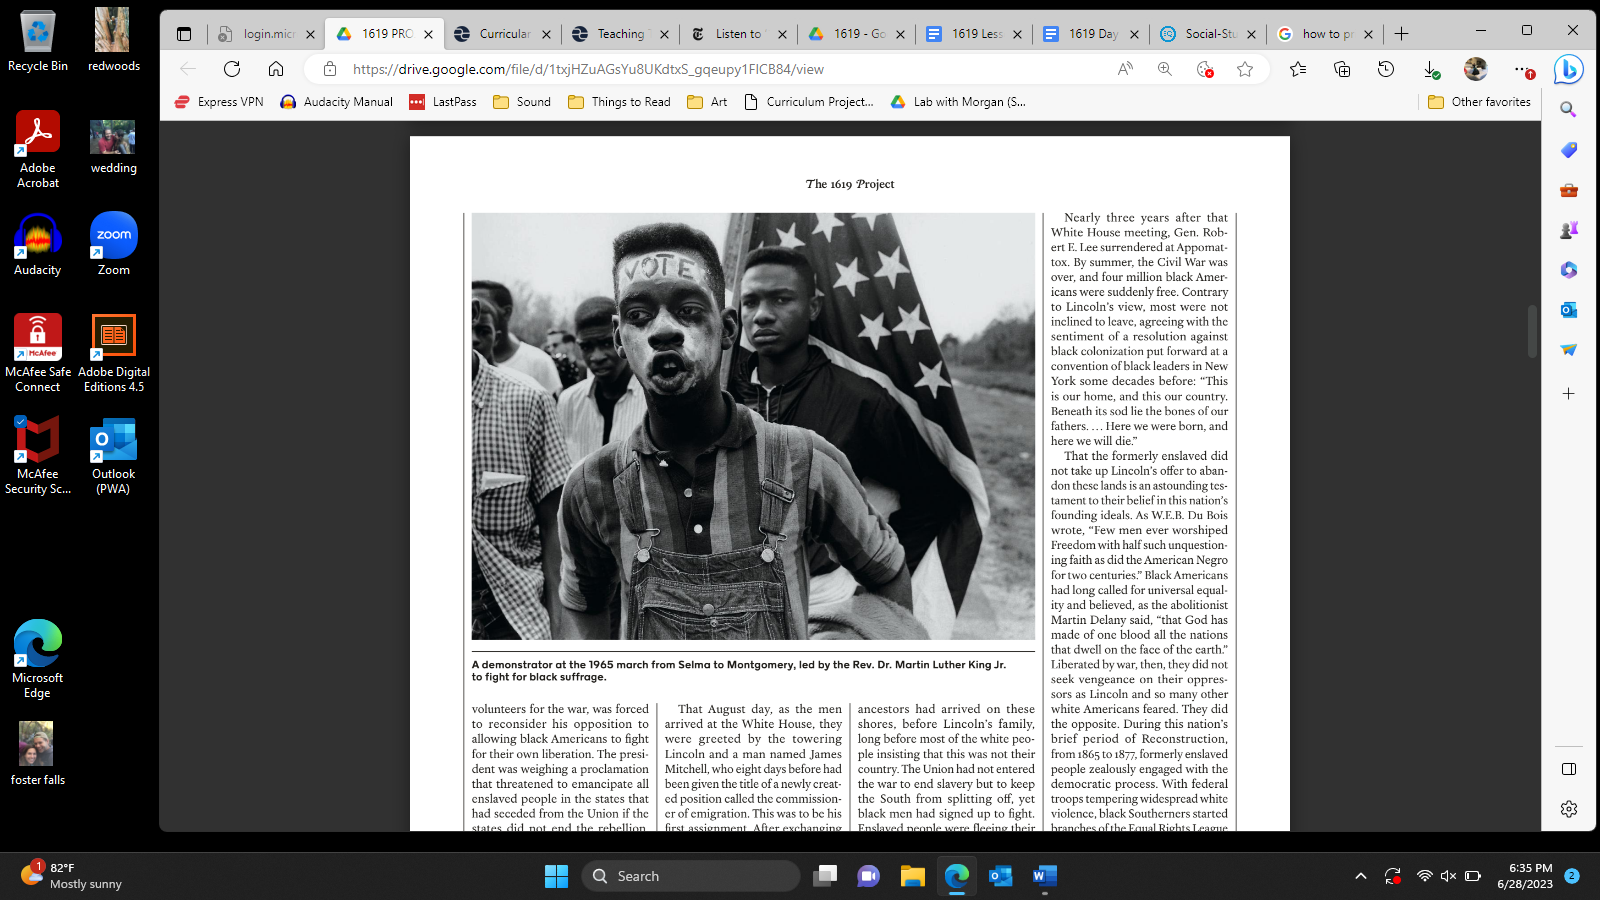 Recycle Bin
redwoods
Adobe
Acrobat
wedding
Audacity
zoom
Zoom
McAfee
McAfee Safe
Connect
Adobe Digital
Editions 4.5
McAfee
Security Sc...
Outlook
(PWA)
Microsoft
Edge
foster falls
login.micr
1619 PRO
Curricular
Teaching
Listen to
1619 - Go
1619 Less
1619 Day
Social-Stu
how to pr
https://drive.google.com/file/d/1txjHZuAGsYu8UKdtxS_gqeupy1FICB84/view
Express VPN
Audacity Manual
LastPass
Sound
Things to Read
Art
Curriculum Project...
Lab with Morgan (S...
Other favorites
The 1619 Project
VOTE
A demonstrator at the 1965 march from Selma to Montgomery, led by the Rev. Dr. Martin Luther King Jr.
to fight for black suffrage.
volunteers for the war, was forced
to reconsider his opposition to
allowing black Americans to fight
for their own liberation. The presi-
dent was weighing a proclamation
that threatened to emancipate all
enslaved people in the states that
had seceded from the Union if the
states did not end the rebellion.
That August day, as the men
arrived at the White House, they
were greeted by the towering
Lincoln and a man named James
Mitchell, who eight days before had
been given the title of a newly creat-
ed position called the commission-
er of emigration. This was to be his
first assignment. After exchanging
ancestors had arrived on these
shores, before Lincoln's family,
long before most of the white peo-
ple insisting that this was not their
country. The Union had not entered
the war to end slavery but to keep
the South from splitting off, yet
black men had signed up to fight.
Enslaved people were fleeing their
Nearly three years after that
White House meeting, Gen. Rob-
ert E. Lee surrendered at Appomat-
tox. By summer, the Civil War was
over, and four million black Amer-
icans were suddenly free. Contrary
to Lincoln's view, most were not
inclined to leave, agreeing with the
sentiment of a resolution against
black colonization put forward at a
convention of black leaders in New
York some decades before: “This
is our home, and this our country.
Beneath its sod lie the bones of our
fathers. … Here we were born, and
here we will die.”
That the formerly enslaved did
not take up Lincoln's offer to aban-
don these lands is an astounding tes-
tament to their belief in this nation's
founding ideals. As W.E.B. Du Bois
wrote, “Few men ever worshiped
Freedom with half such unquestion-
ing faith as did the American Negro
for two centuries.” Black Americans
had long called for universal equal-
ity and believed, as the abolitionist
Martin Delany said, “that God has
made of one blood all the nations
that dwell on the face of the earth.”
Liberated by war, then, they did not
seek vengeance on their oppres-
sors as Lincoln and so many other
white Americans feared. They did
the opposite. During this nation's
brief period of Reconstruction,
from 1865 to 1877, formerly enslaved
people zealously engaged with the
democratic process. With federal
troops tempering widespread white
violence, black Southerners started
branches of the Equal Rights League
1
82°F
Mostly sunny
Search
6:35 PM
6/28/2023
2